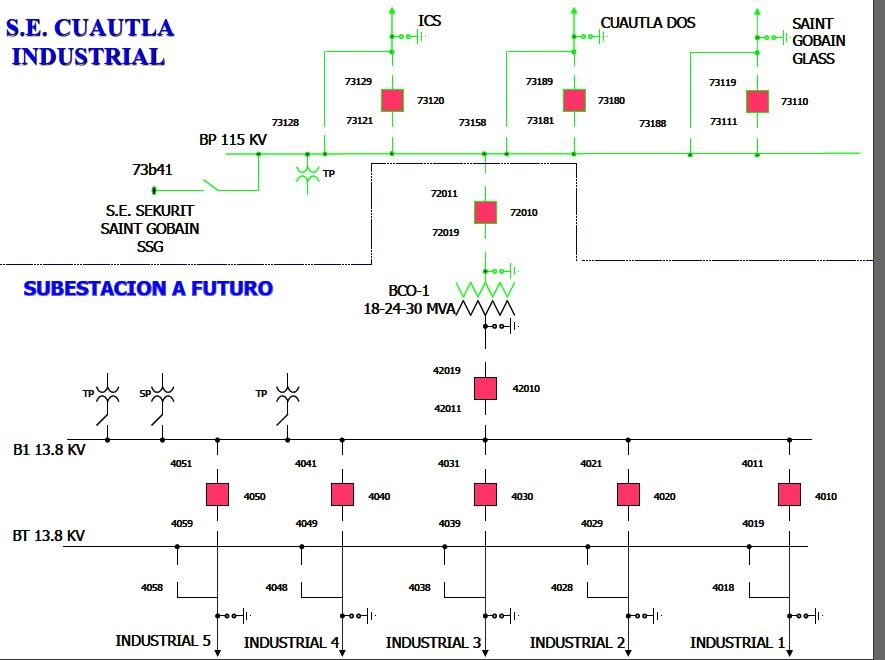 S.E. CUAUTLA
INDUSTRIAL
ICS
CUAUTLA DOS
SAINT
GOBAIN
GLASS
73129
73120
73121
73128
73189
73180
73181
73158
73119
73110
73111
73188
BP 115 KV
73b41
TP
S.E. SEKURIT
SAINT GOBAIN
SSG
72011
72010
72019
SUBESTACION A FUTURO
BCO-1
18-24-30 MVA
42019
42010
42011
TP
SP
TP
B1 13.8 KV
4051
4041
4031
4021
4011
4050
4040
4030
4020
4010
4059
4049
4039
4029
4019
BT 13.8 KV
4058
4048
4038
4028
4018
INDUSTRIAL 5
INDUSTRIAL 4
INDUSTRIAL 3
INDUSTRIAL 2
INDUSTRIAL 1